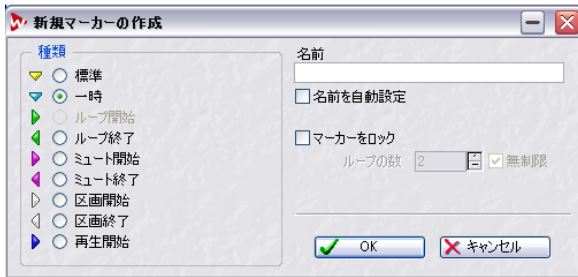 新規マーカーの作成
種類
標準
一時
ループ開始
ループ終了
ミュート開始
ミュート終了
区画開始
区画終了
再生開始
名前
名前を自動設定
マーカーをロック
ループの数 2 無制限
OK キャンセル